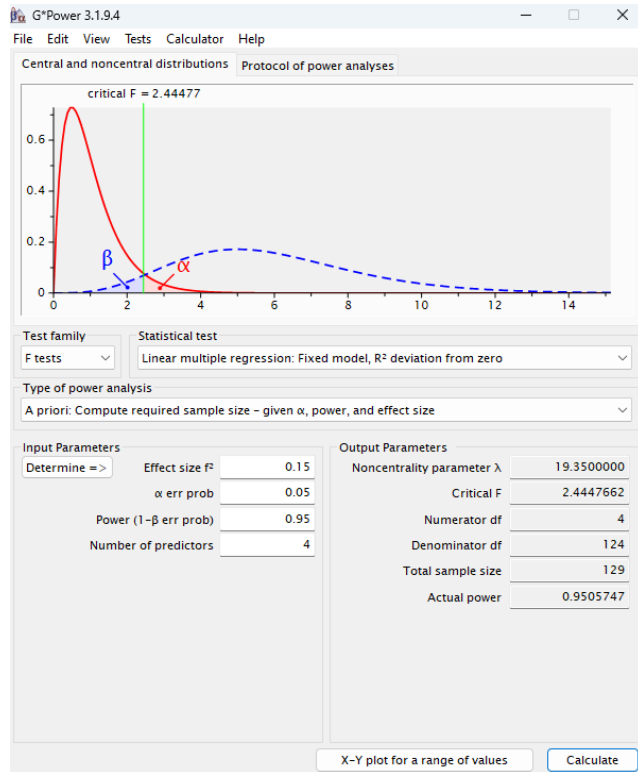 G*Power 3.1.9.4
File Edit View Tests Calculator Help
Central and noncentral distributions Protocol of power analyses
critical F = 2.44477
0.6
0.4
0.2
0
β
α
0 2 4 6 8 10 12 14
Test family Statistical test
F tests Linear multiple regression: Fixed model, R² deviation from zero
Type of power analysis
A priori: Compute required sample size - given α, power, and effect size
Input Parameters Output Parameters
Determine => Effect size f² 0.15 Noncentrality parameter λ 19.3500000
α err prob 0.05 Critical F 2.4447662
Power (1-β err prob) 0.95 Numerator df 4
Number of predictors 4 Denominator df 124
Total sample size 129
Actual power 0.9505747
X-Y plot for a range of values Calculate